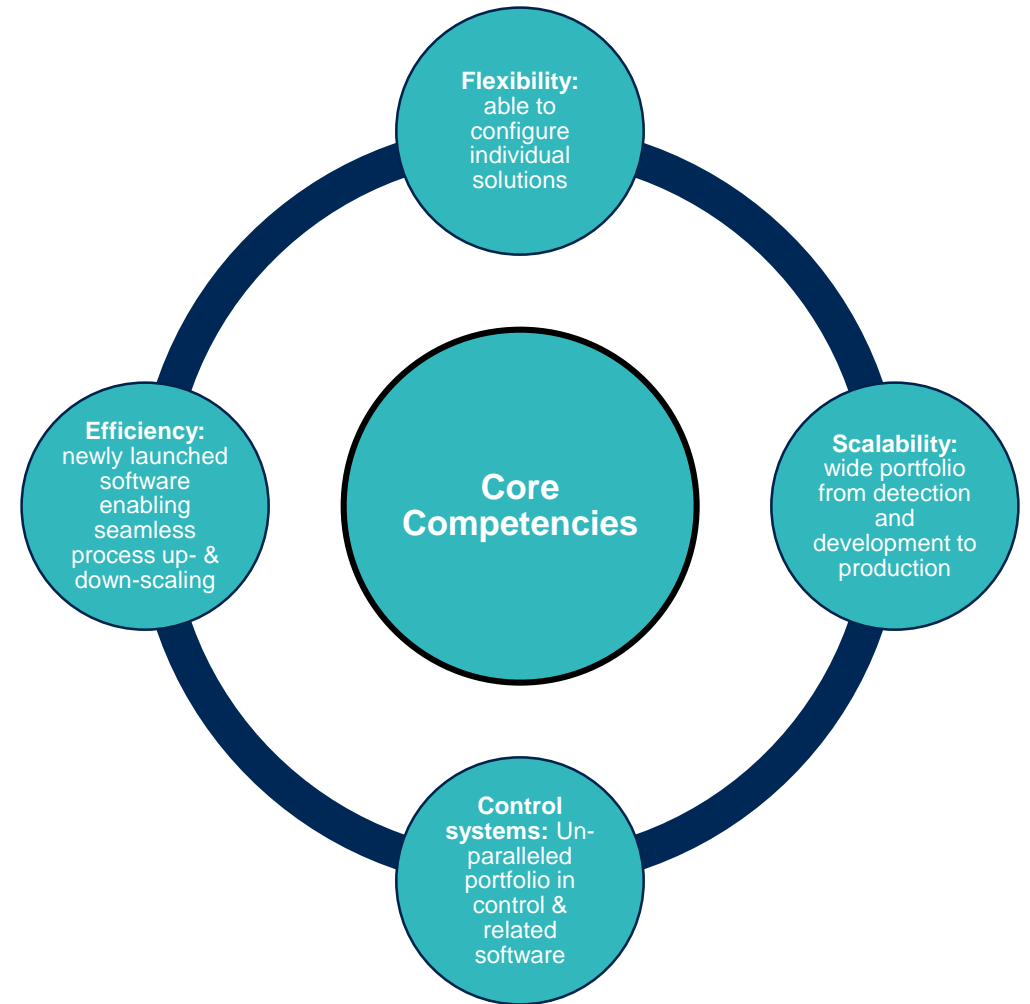 Flexibility:
able to
configure
individual
solutions
Efficiency:
newly launched
software
enabling
seamless
process up- &
down-scaling
Core
Competencies
Scalability:
wide portfolio
from detection
and
development to
production
Control
systems: Un-
paralleled
portfolio in
control &
related
software